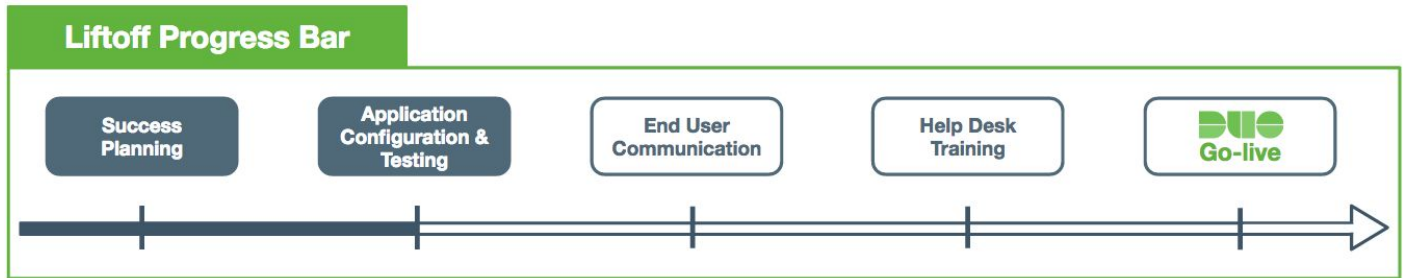 Liftoff Progress Bar
Success
Planning
Application
Configuration &
Testing
End User
Communication
Help Desk
Training
DUO
Go-live